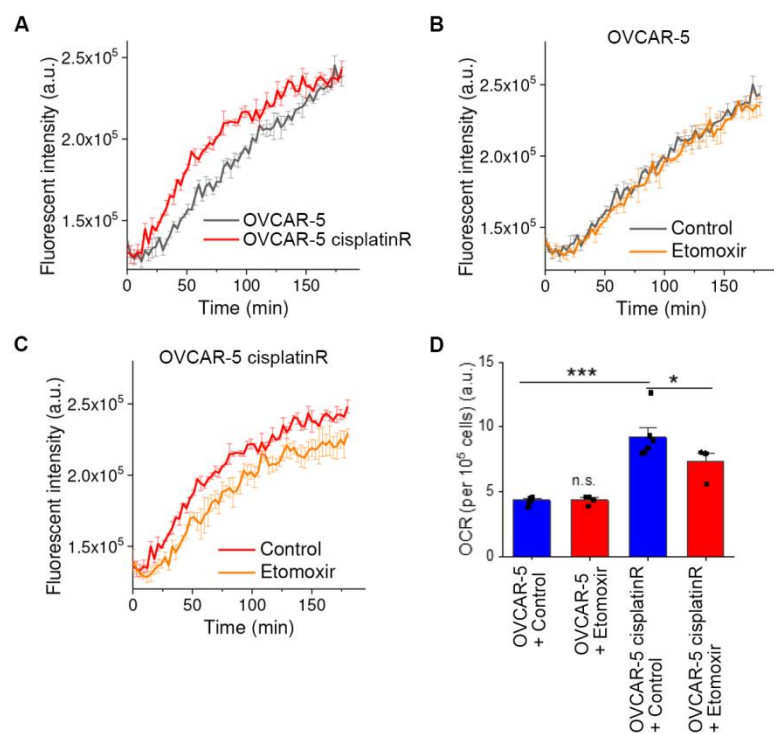 A
Fluorescent intensity (a.u.)
2.5x10⁵
2.0x10⁵
1.5x10⁵
OVCAR-5
OVCAR-5 cisplatinR
0 50 100 150
Time (min)
B
OVCAR-5
Fluorescent intensity (a.u.)
2.5x10⁵
2.0x10⁵
1.5x10⁵
Control
Etomoxir
0 50 100 150
Time (min)
C
OVCAR-5 cisplatinR
Fluorescent intensity (a.u.)
2.5x10⁵
2.0x10⁵
1.5x10⁵
Control
Etomoxir
0 50 100 150
Time (min)
D
OCR (per 10⁶ cells) (a.u.)
15
10
5
0
***
*
n.s.
OVCAR-5
+ Control
OVCAR-5
+ Etomoxir
OVCAR-5 cisplatinR
+ Control
OVCAR-5 cisplatinR
+ Etomoxir